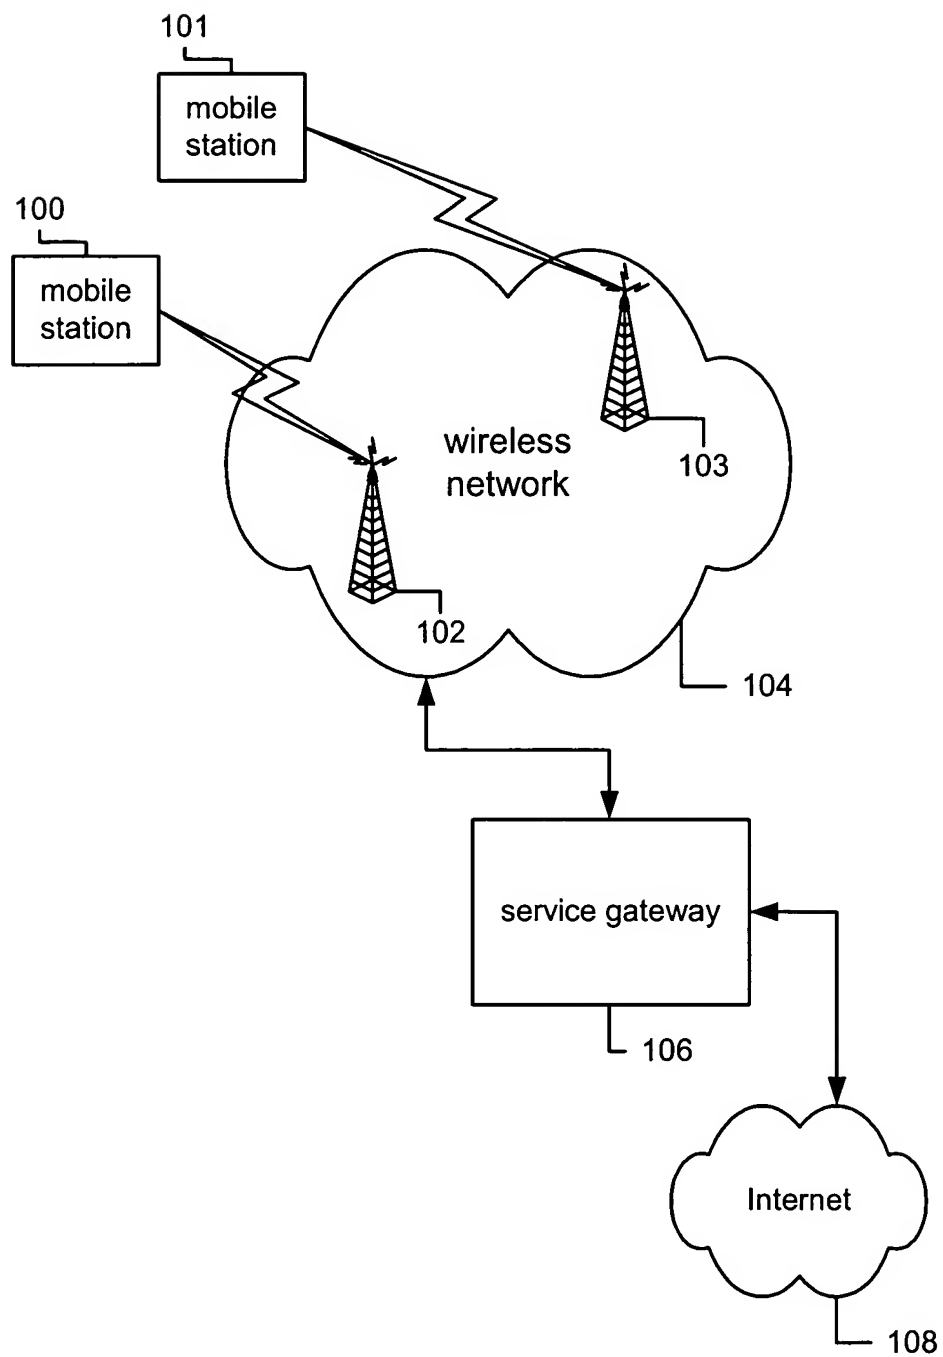 101
mobile
station
100
mobile
station
wireless
network
103
102
104
service gateway
106
Internet
108